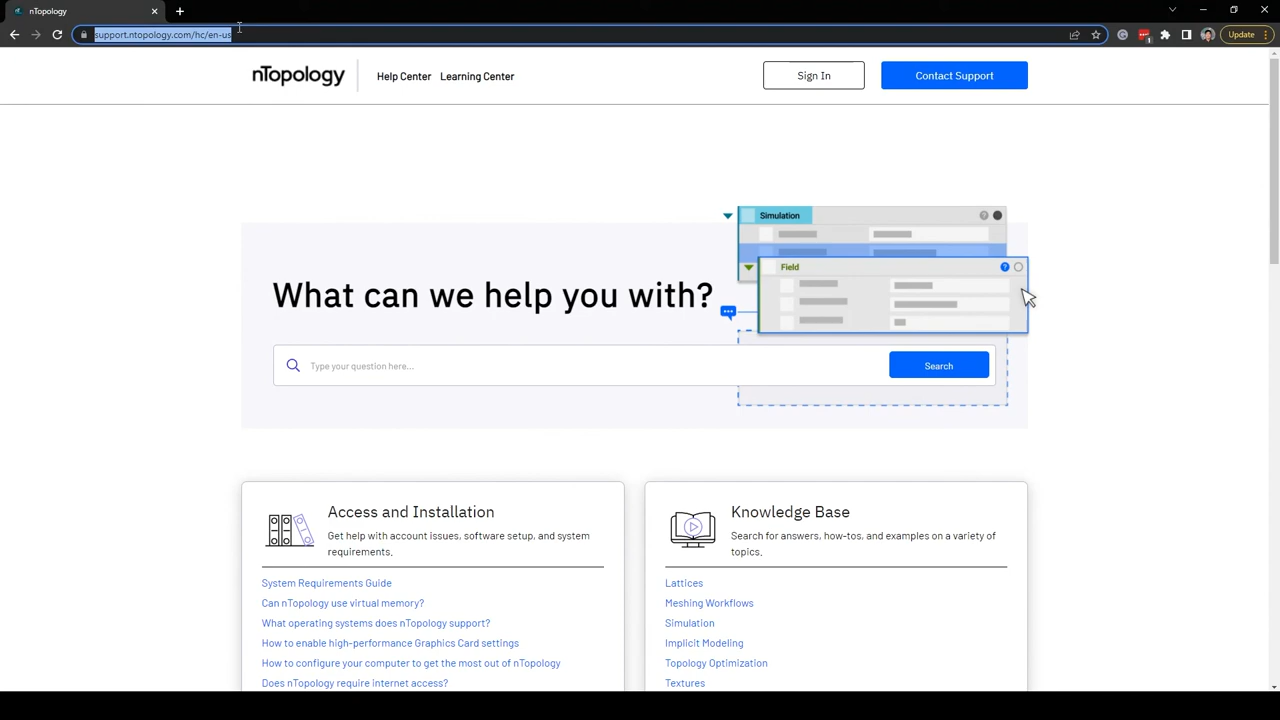 nTopology
support.ntopology.com/hc/en-us
1
Update
nTopology
Help Center
Learning Center
Sign In
Contact Support
Simulation
?
Field
?
What can we help you with?
Type your question here...
Search
Access and Installation
Get help with account issues, software setup, and system
requirements.
System Requirements Guide
Can nTopology use virtual memory?
What operating systems does nTopology support?
How to enable high-performance Graphics Card settings
How to configure your computer to get the most out of nTopology
Does nTopology require internet access?
Knowledge Base
Search for answers, how-tos, and examples on a variety of
topics.
Lattices
Meshing Workflows
Simulation
Implicit Modeling
Topology Optimization
Textures